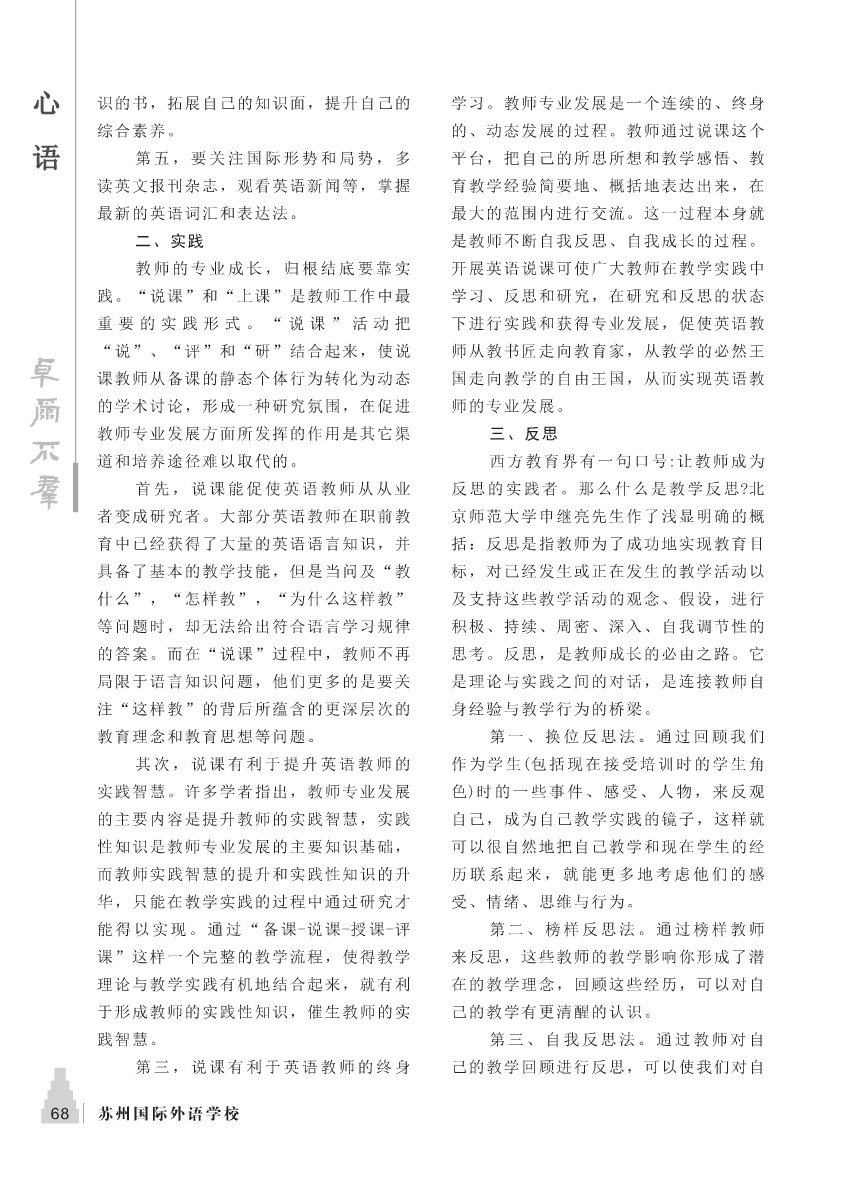 心
语
卓
尔
不
群
识的书，拓展自己的知识面，提升自己的
综合素养。
第五，要关注国际形势和局势，多
读英文报刊杂志，观看英语新闻等，掌握
最新的英语词汇和表达法。
二、实践
教师的专业成长，归根结底要靠实
践。“说课”和“上课”是教师工作中最
重要的实践形式。“说课”活动把
“说”、“评”和“研”结合起来，使说
课教师从备课的静态个体行为转化为动态
的学术讨论，形成一种研究氛围，在促进
教师专业发展方面所发挥的作用是其它渠
道和培养途径难以取代的。
首先，说课能促使英语教师从从业
者变成研究者。大部分英语教师在职前教
育中已经获得了大量的英语语言知识，并
具备了基本的教学技能，但是当问及“教
什么”，“怎样教”，“为什么这样教”
等问题时，却无法给出符合语言学习规律
的答案。而在“说课”过程中，教师不再
局限于语言知识问题，他们更多的是要关
注“这样教”的背后所蕴含的更深层次的
教育理念和教育思想等问题。
其次，说课有利于提升英语教师的
实践智慧。许多学者指出，教师专业发展
的主要内容是提升教师的实践智慧，实践
性知识是教师专业发展的主要知识基础，
而教师实践智慧的提升和实践性知识的升
华，只能在教学实践的过程中通过研究才
能得以实现。通过“备课-说课-授课-评
课”这样一个完整的教学流程，使得教学
理论与教学实践有机地结合起来，就有利
于形成教师的实践性知识，催生教师的实
践智慧。
第三，说课有利于英语教师的终身
学习。教师专业发展是一个连续的、终身
的、动态发展的过程。教师通过说课这个
平台，把自己的所思所想和教学感悟、教
育教学经验简要地、概括地表达出来，在
最大的范围内进行交流。这一过程本身就
是教师不断自我反思、自我成长的过程。
开展英语说课可使广大教师在教学实践中
学习、反思和研究，在研究和反思的状态
下进行实践和获得专业发展，促使英语教
师从教书匠走向教育家，从教学的必然王
国走向教学的自由王国，从而实现英语教
师的专业发展。
三、反思
西方教育界有一句口号:让教师成为
反思的实践者。那么什么是教学反思?北
京师范大学申继亮先生作了浅显明确的概
括：反思是指教师为了成功地实现教育目
标，对已经发生或正在发生的教学活动以
及支持这些教学活动的观念、假设，进行
积极、持续、周密、深入、自我调节性的
思考。反思，是教师成长的必由之路。它
是理论与实践之间的对话，是连接教师自
身经验与教学行为的桥梁。
第一、换位反思法。通过回顾我们
作为学生(包括现在接受培训时的学生角
色)时的一些事件、感受、人物，来反观
自己，成为自己教学实践的镜子，这样就
可以很自然地把自己教学和现在学生的经
历联系起来，就能更多地考虑他们的感
受、情绪、思维与行为。
第二、榜样反思法。通过榜样教师
来反思，这些教师的教学影响你形成了潜
在的教学理念，回顾这些经历，可以对自
己的教学有更清醒的认识。
第三、自我反思法。通过教师对自
己的教学回顾进行反思，可以使我们对自
68
苏州国际外语学校